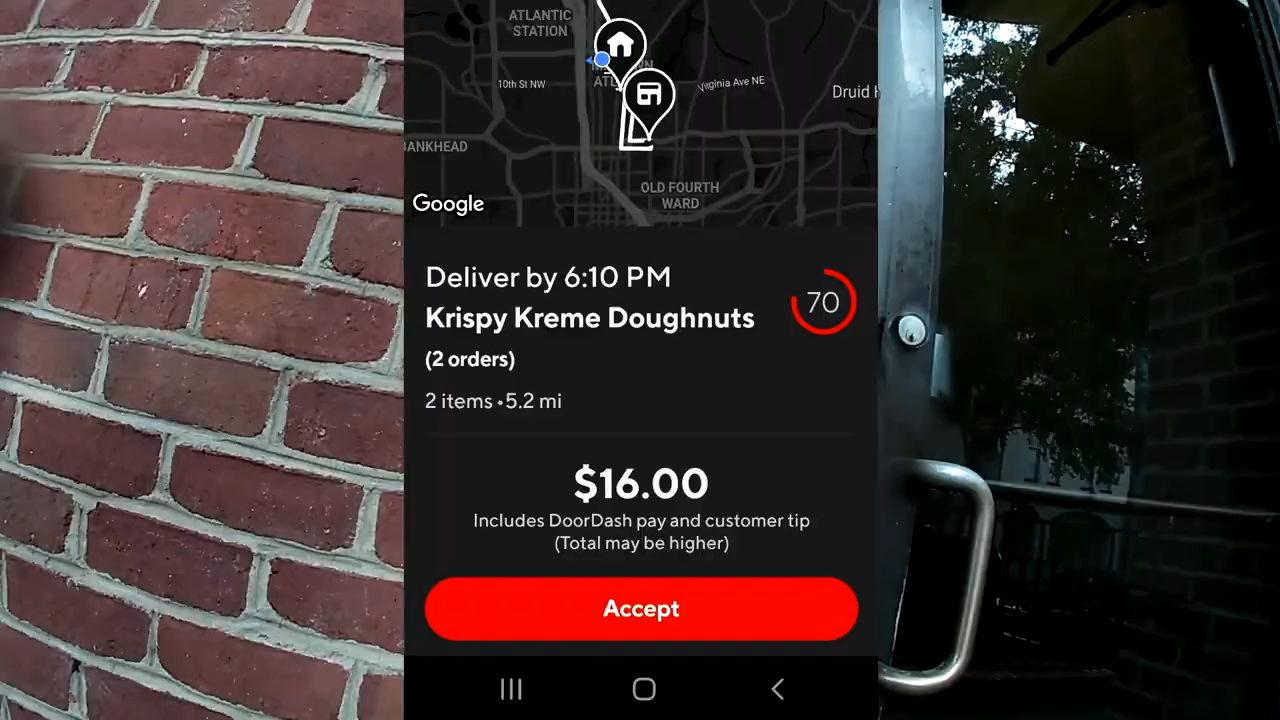 ATLANTIC
STATION
10th St NW
Virginia Ave NE
Druid
BANKHEAD
OLD FOURTH
WARD
Google
Deliver by 6:10 PM
Krispy Kreme Doughnuts
70
(2 orders)
2 items • 5.2 mi
$16.00
Includes DoorDash pay and customer tip
(Total may be higher)
Accept